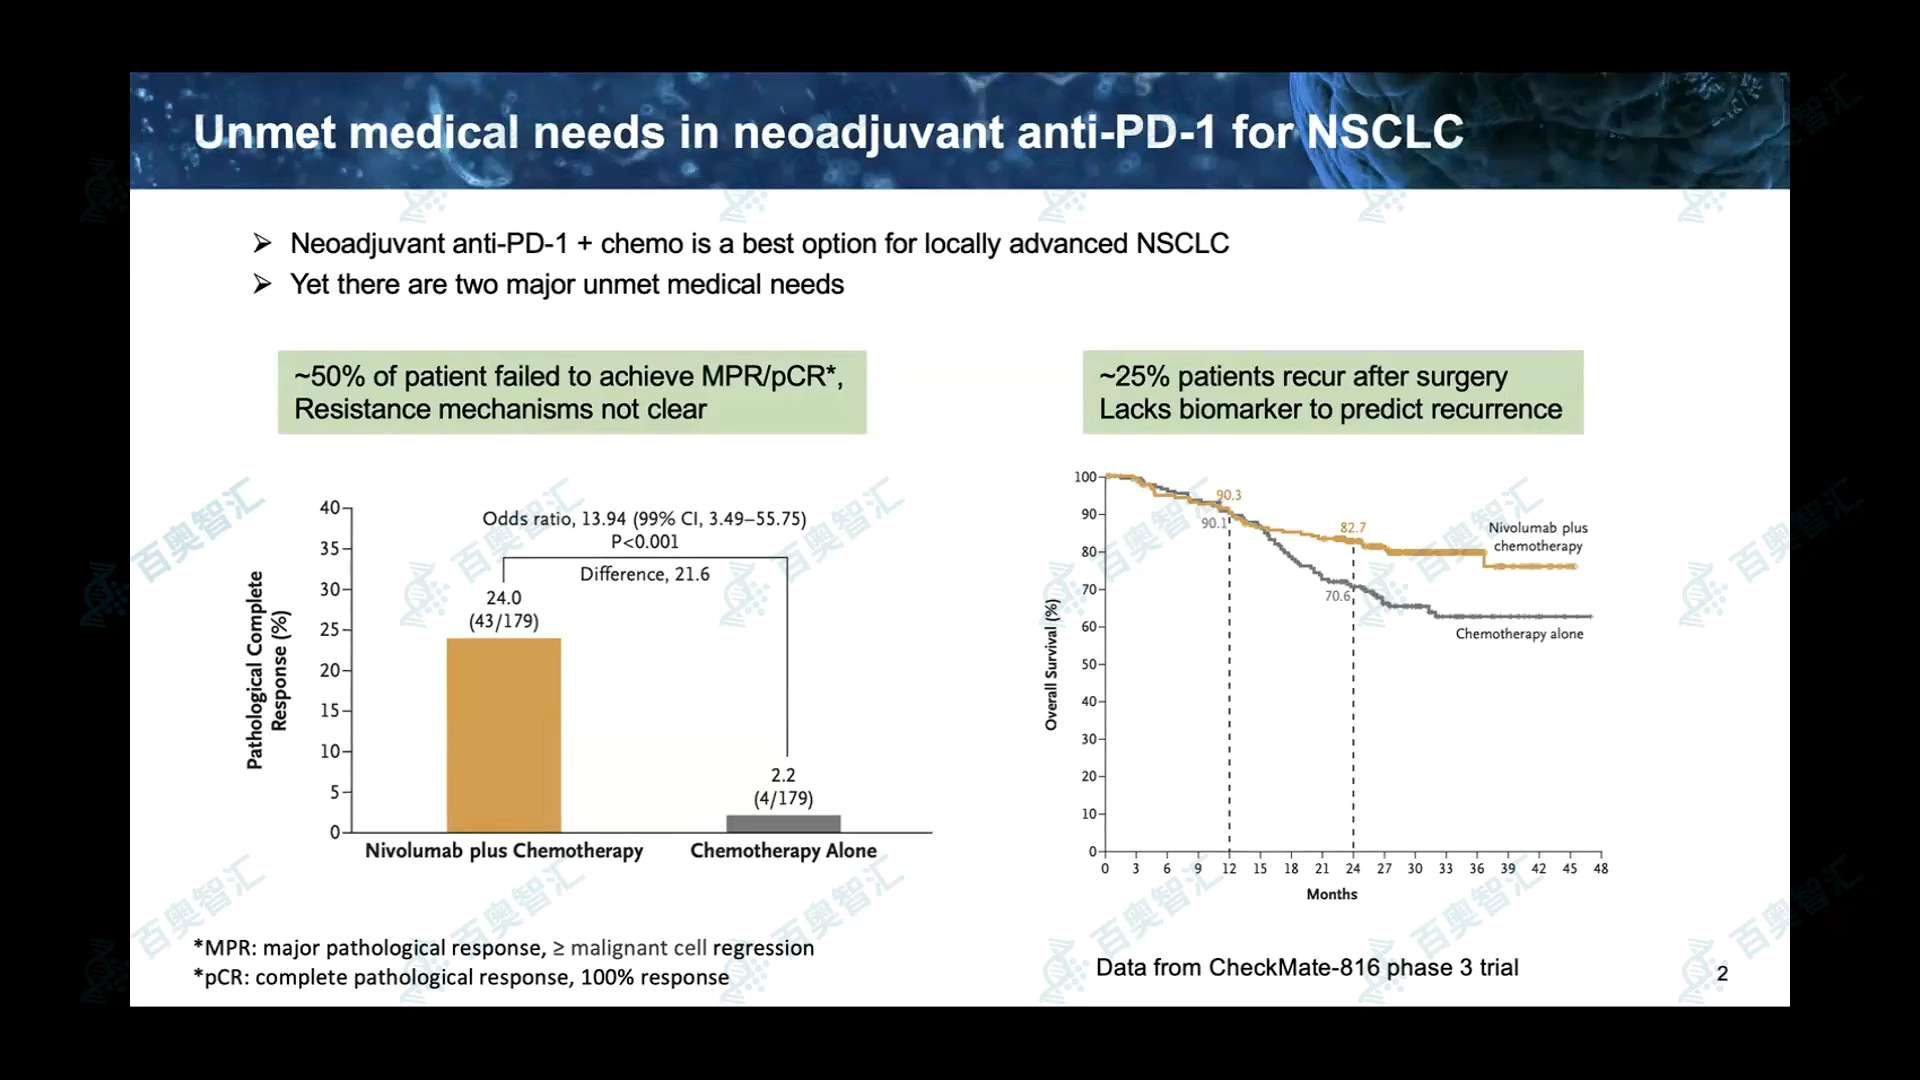 Unmet medical needs in neoadjuvant anti-PD-1 for NSCLC
➢ Neoadjuvant anti-PD-1 + chemo is a best option for locally advanced NSCLC
➢ Yet there are two major unmet medical needs
~50% of patient failed to achieve MPR/pCR*,
Resistance mechanisms not clear
Pathological Complete
Response (%)
40
35
30
25
20
15
10
5
0
Odds ratio, 13.94 (99% CI, 3.49–55.75)
P<0.001
Difference, 21.6
24.0
(43/179)
2.2
(4/179)
Nivolumab plus Chemotherapy
Chemotherapy Alone
*MPR: major pathological response, ≥ malignant cell regression
*pCR: complete pathological response, 100% response
~25% patients recur after surgery
Lacks biomarker to predict recurrence
Overall Survival (%)
100
90
80
70
60
50
40
30
20
10
0
90.3
90.1
82.7
70.6
Nivolumab plus
chemotherapy
Chemotherapy alone
0 3 6 9 12 15 18 21 24 27 30 33 36 39 42 45 48
Months
Data from CheckMate-816 phase 3 trial
2
百奥智汇